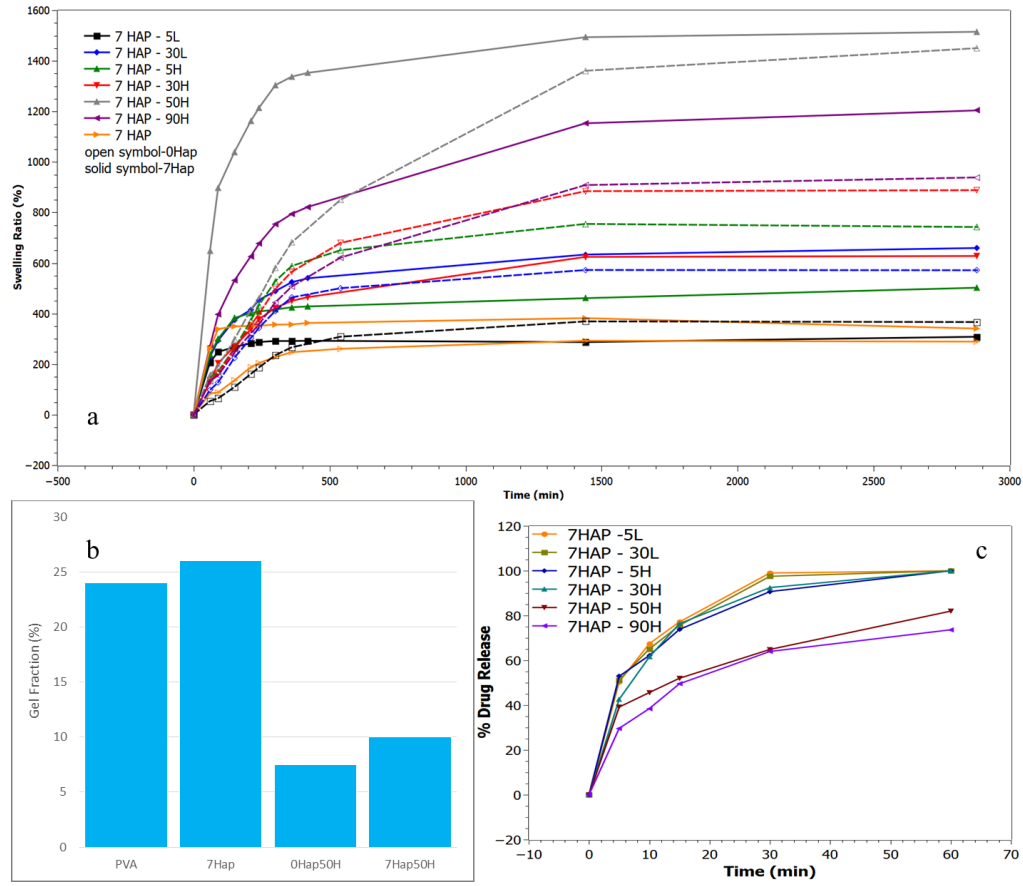 1600
1400
1200
1000
800
600
400
200
0
−200
Swelling Ratio (%)
7 HAP - 5L
7 HAP - 30L
7 HAP - 5H
7 HAP - 30H
7 HAP - 50H
7 HAP - 90H
7 HAP
open symbol-0Hap
solid symbol-7Hap
a
−500 0 500 1000 1500 2000 2500 3000
Time (min)
b
30
25
20
15
10
5
0
Gel Fraction (%)
PVA 7Hap 0Hap50H 7Hap50H
c
120
100
80
60
40
20
0
−20
% Drug Release
7HAP -5L
7HAP - 30L
7HAP - 5H
7HAP - 30H
7HAP - 50H
7HAP - 90H
−10 0 10 20 30 40 50 60 70
Time (min)